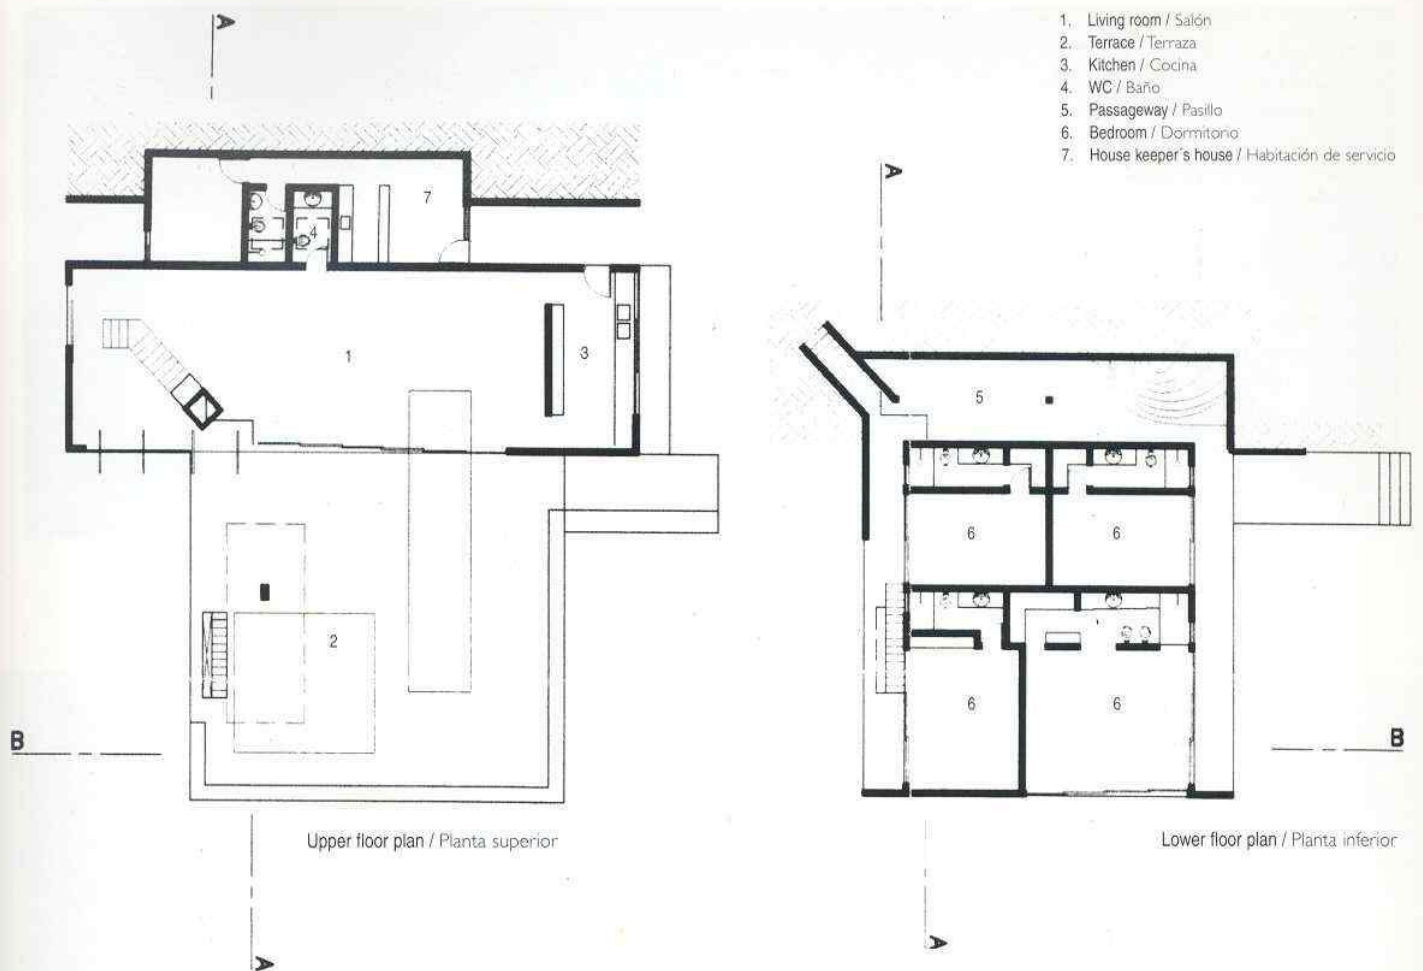 A
1. Living room / Salón
2. Terrace / Terraza
3. Kitchen / Cocina
4. WC / Baño
5. Passageway / Pasillo
6. Bedroom / Dormitorio
7. House keeper's house / Habitación de servicio
A
7
4
1
3
5
6
6
2
6
6
B
B
Upper floor plan / Planta superior
Lower floor plan / Planta inferior
A
A